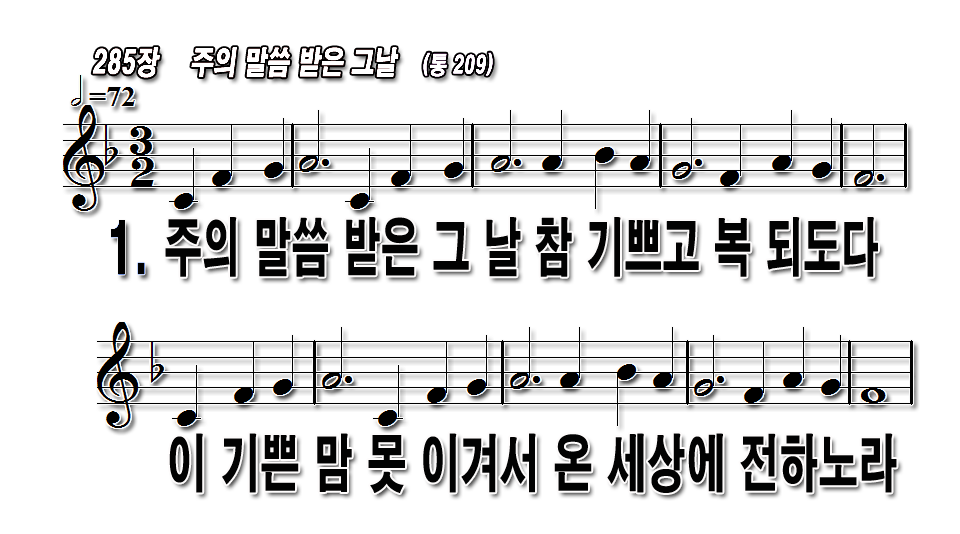 285장 주의 말씀 받은 그날 (통 209)
𝅗𝅥=72
3
2
1. 주의 말씀 받은 그 날 참 기쁘고 복 되도다
이 기쁜 맘 못 이겨서 온 세상에 전하노라